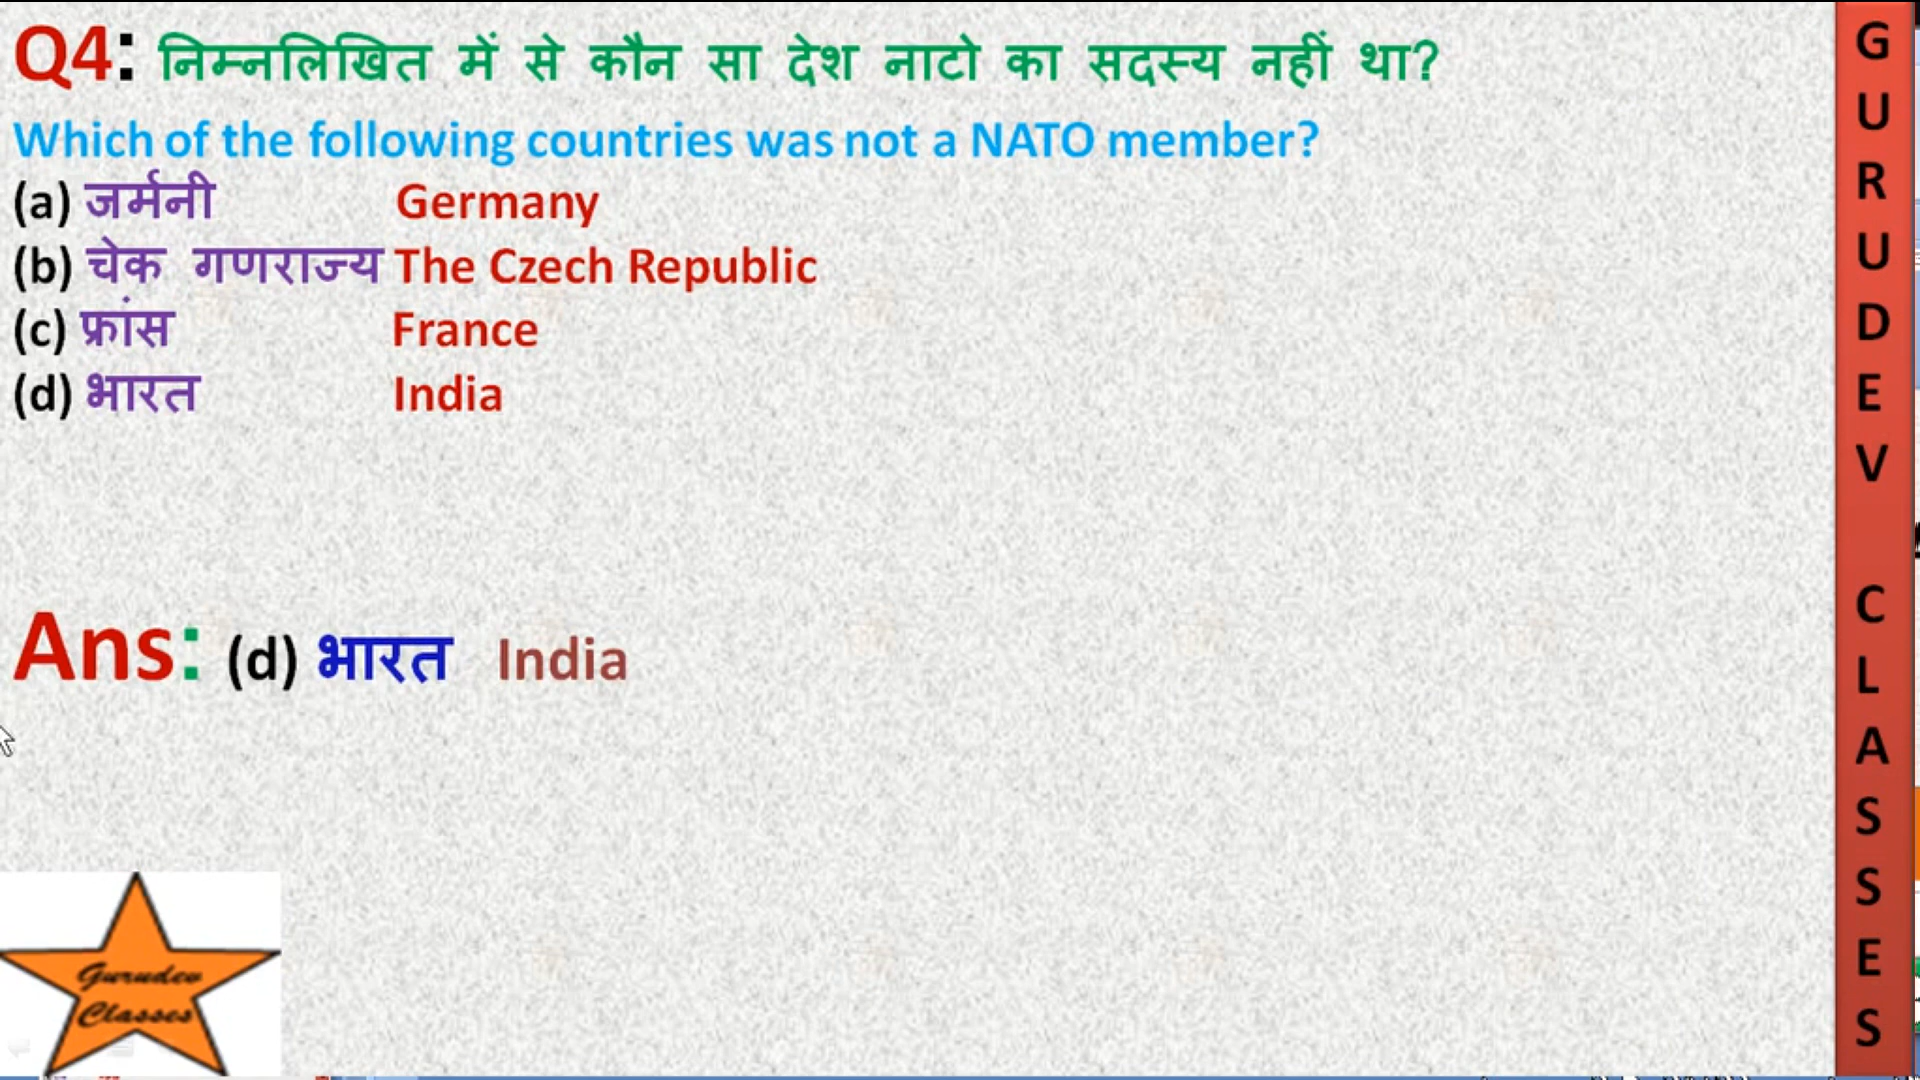 Q4: निम्नलिखित में से कौन सा देश नाटो का सदस्य नहीं था?
Which of the following countries was not a NATO member?
(a) जर्मनी Germany
(b) चेक गणराज्य The Czech Republic
(c) फ्रांस France
(d) भारत India
Ans: (d) भारत India
Gurudev
Classes
GURUDEV CLASSES